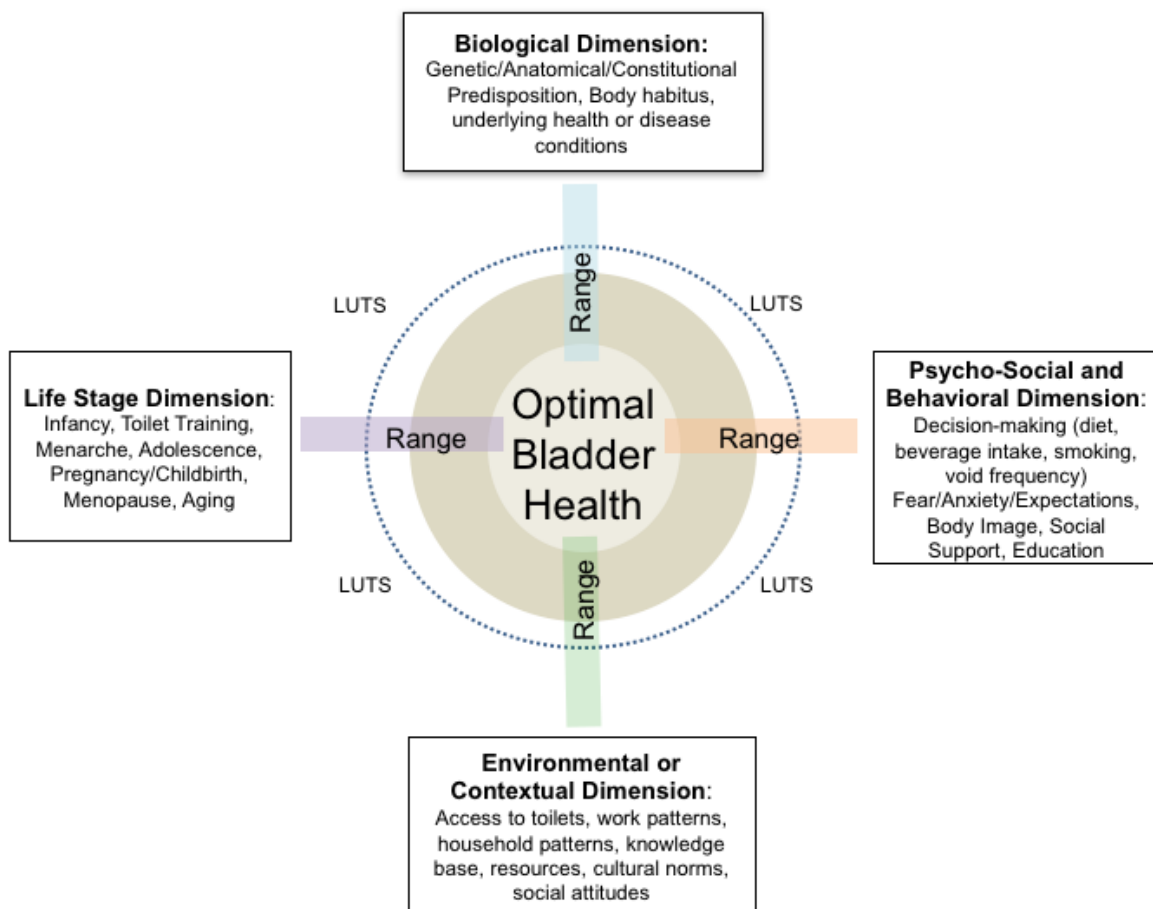 Biological Dimension:
Genetic/Anatomical/Constitutional
Predisposition, Body habitus,
underlying health or disease
conditions
Range
LUTS
LUTS
Life Stage Dimension:
Infancy, Toilet Training,
Menarche, Adolescence,
Pregnancy/Childbirth,
Menopause, Aging
Range
Optimal
Bladder
Health
Range
Psycho-Social and
Behavioral Dimension:
Decision-making (diet,
beverage intake, smoking,
void frequency)
Fear/Anxiety/Expectations,
Body Image, Social
Support, Education
LUTS
LUTS
Range
Environmental or
Contextual Dimension:
Access to toilets, work patterns,
household patterns, knowledge
base, resources, cultural norms,
social attitudes